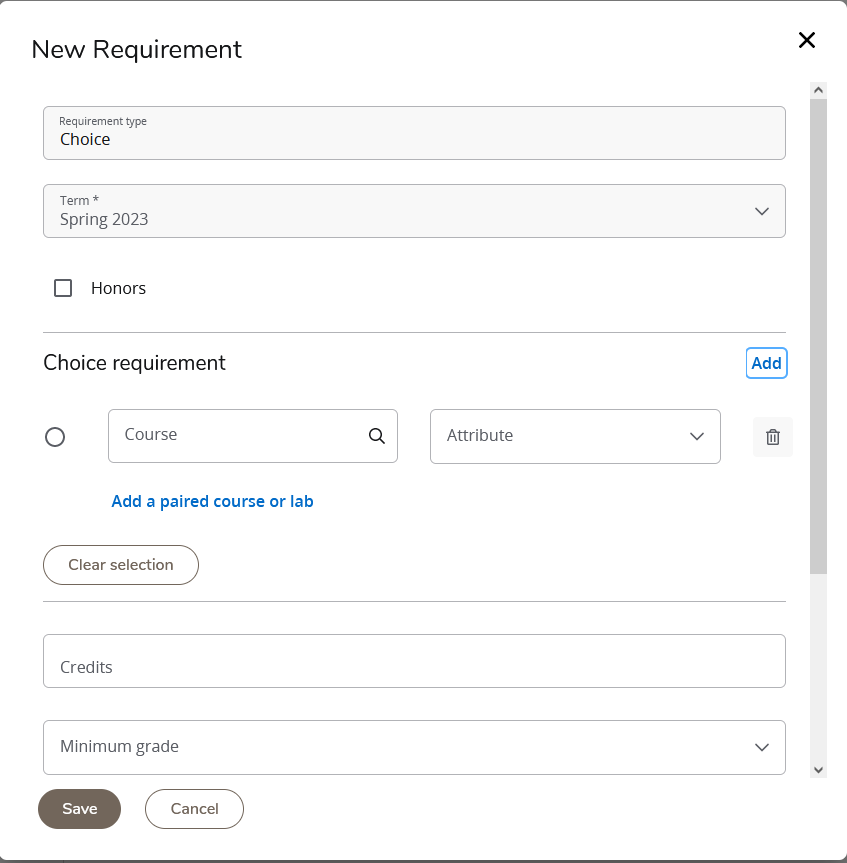 New Requirement
Requirement type
Choice
Term *
Spring 2023
Honors
Choice requirement
Add
Course
Attribute
Add a paired course or lab
Clear selection
Credits
Minimum grade
Save
Cancel